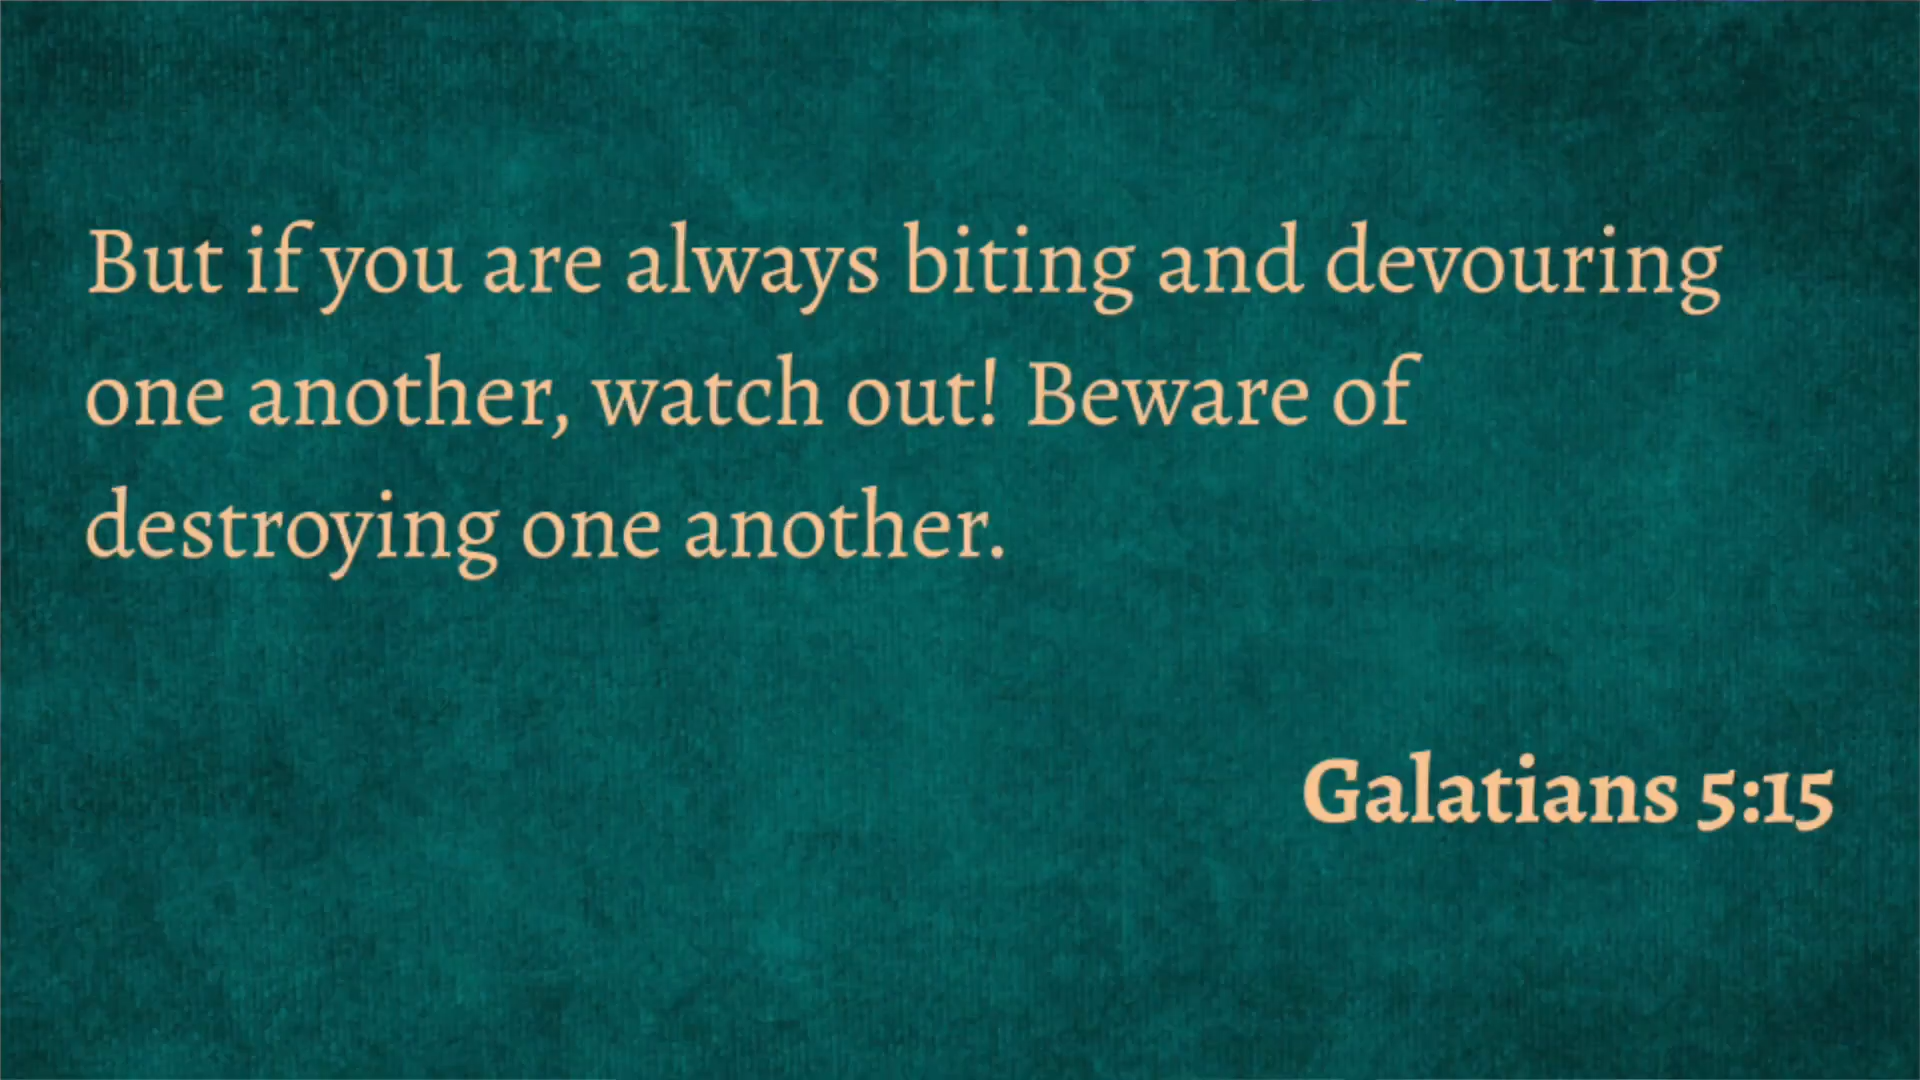 But if you are always biting and devouring
one another, watch out! Beware of
destroying one another.
Galatians 5:15